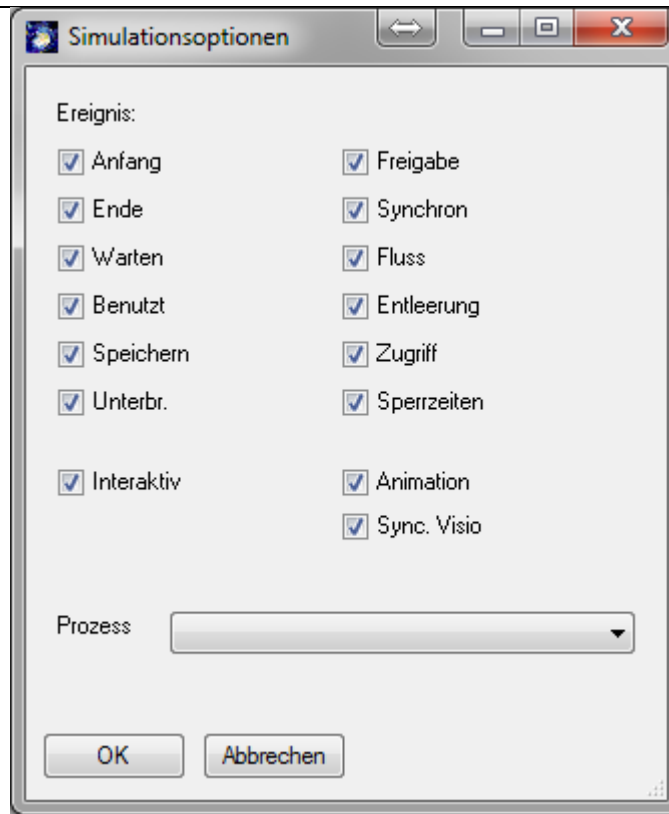 Simulationsoptionen
Ereignis:
Anfang
Freigabe
Ende
Synchron
Warten
Fluss
Benutzt
Entleerung
Speichern
Zugriff
Unterbr.
Sperrzeiten
Interaktiv
Animation
Sync. Visio
Prozess
OK
Abbrechen